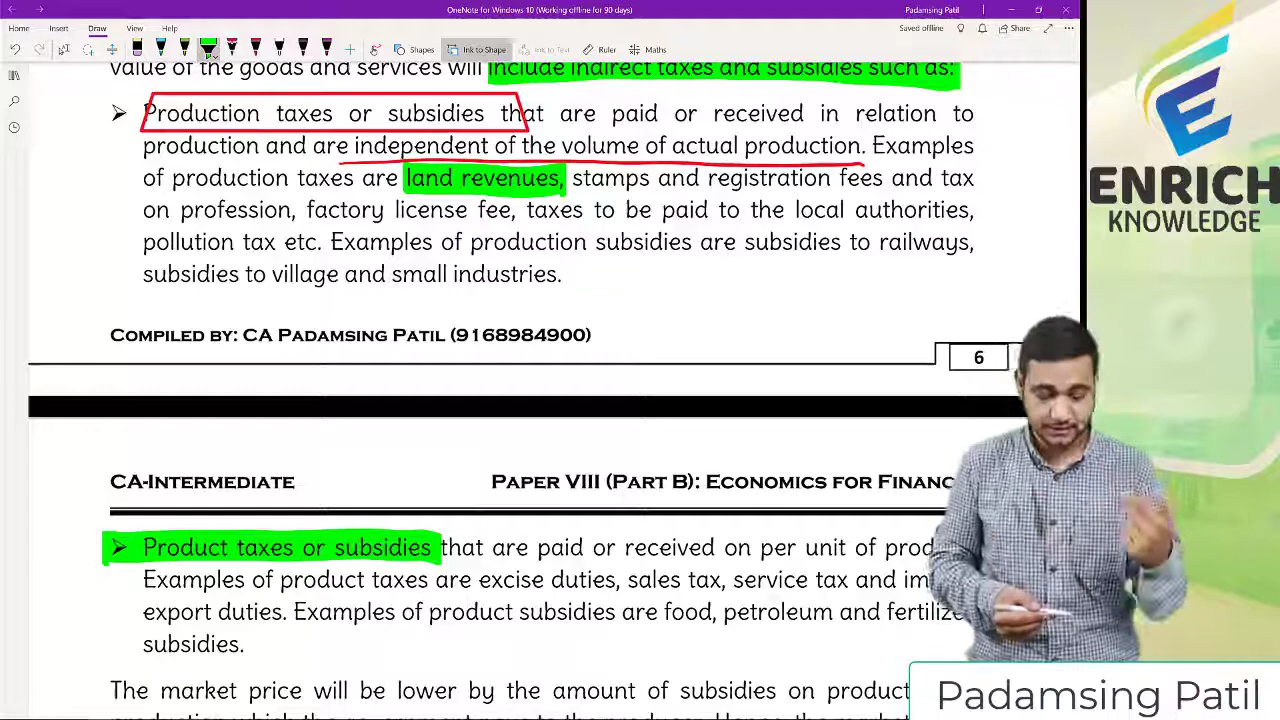 OneNote for Windows 10 (Working offline for 90 days)
Padamsing Patil
Home Insert Draw View Help
Saved offline Share
Shapes Ink to Shape Ink to Text Ruler Maths
value of the goods and services will include indirect taxes and subsidies such as:
➤ Production taxes or subsidies that are paid or received in relation to
production and are independent of the volume of actual production. Examples
of production taxes are land revenues, stamps and registration fees and tax
on profession, factory license fee, taxes to be paid to the local authorities,
pollution tax etc. Examples of production subsidies are subsidies to railways,
subsidies to village and small industries.
COMPILED BY: CA PADAMSING PATIL (9168984900)
6
CA-INTERMEDIATE PAPER VIII (PART B): ECONOMICS FOR FINANC
➤ Product taxes or subsidies that are paid or received on per unit of prod
Examples of product taxes are excise duties, sales tax, service tax and im
export duties. Examples of product subsidies are food, petroleum and fertilize
subsidies.
The market price will be lower by the amount of subsidies on product
ENRICH
KNOWLEDGE
Padamsing Patil